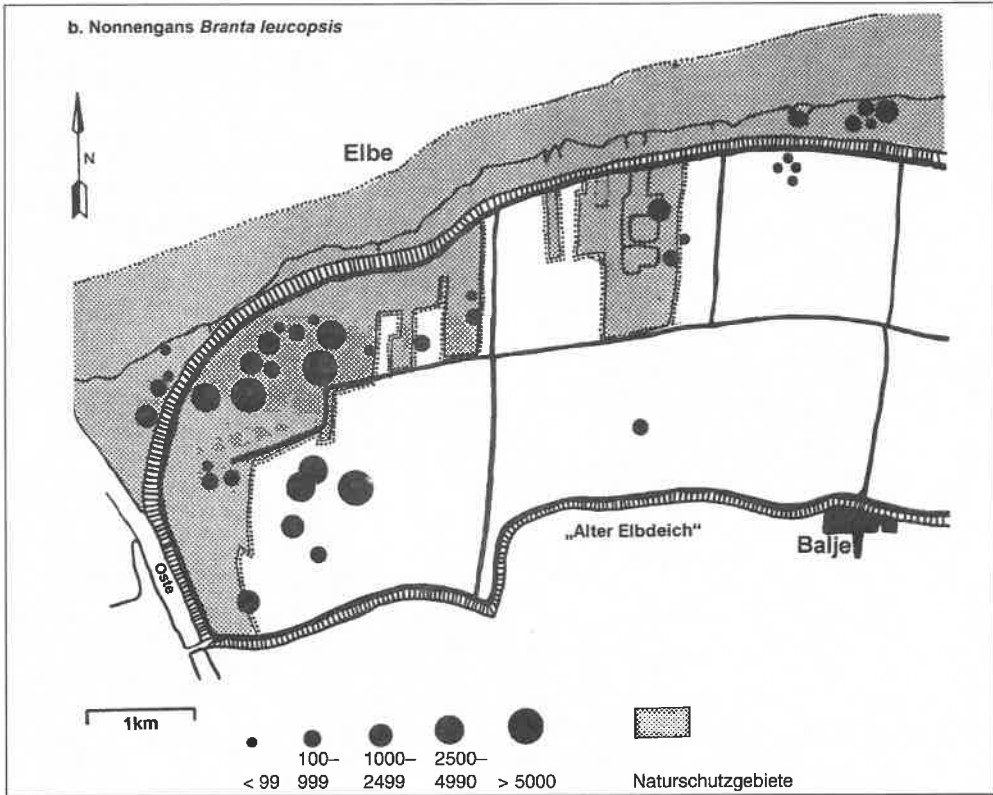 b. Nonnengans Branta leucopsis
N
Elbe
„Alter Elbdeich“
Balje
Oste
1km
100– 1000– 2500–
< 99 999 2499 4990 > 5000 Naturschutzgebiete